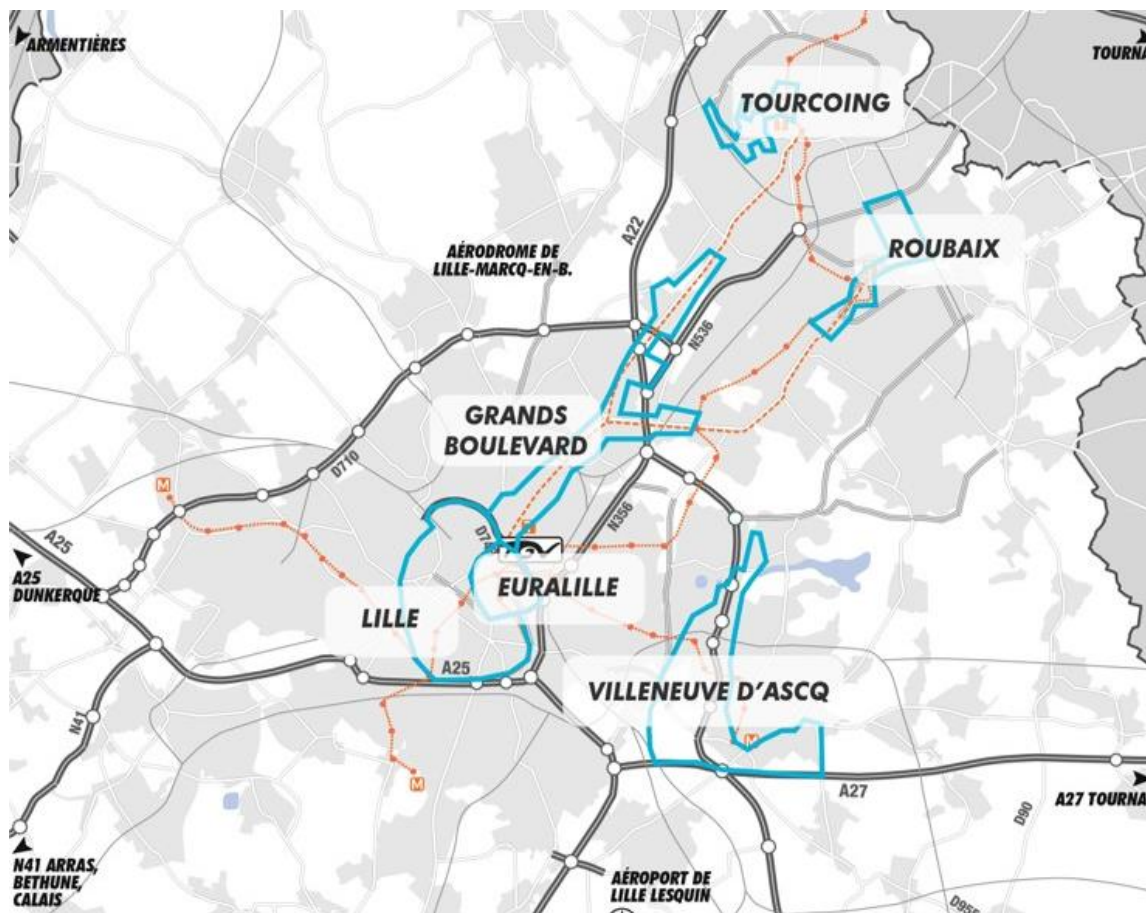 ARMENTIÈRES
TOURNA
TOURCOING
A22
ROUBAIX
AÉRODROME DE
LILLE-MARCQ-EN-B.
N536
GRANDS
BOULEVARD
D710
M
A25
N356
A25
DUNKERQUE
EURALILLE
LILLE
A25
VILLENEUVE D'ASCQ
M
N41
M
A27
A27 TOURNA
D90
N41 ARRAS,
BETHUNE,
CALAIS
AÉROPORT DE
LILLE LESQUIN